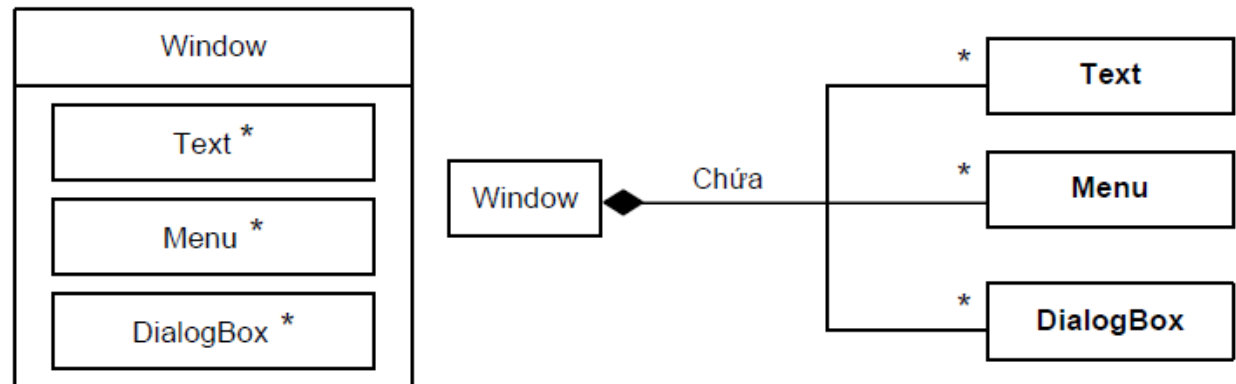 Window
Text *
Menu *
DialogBox *
Window
Chứa
* Text
* Menu
* DialogBox